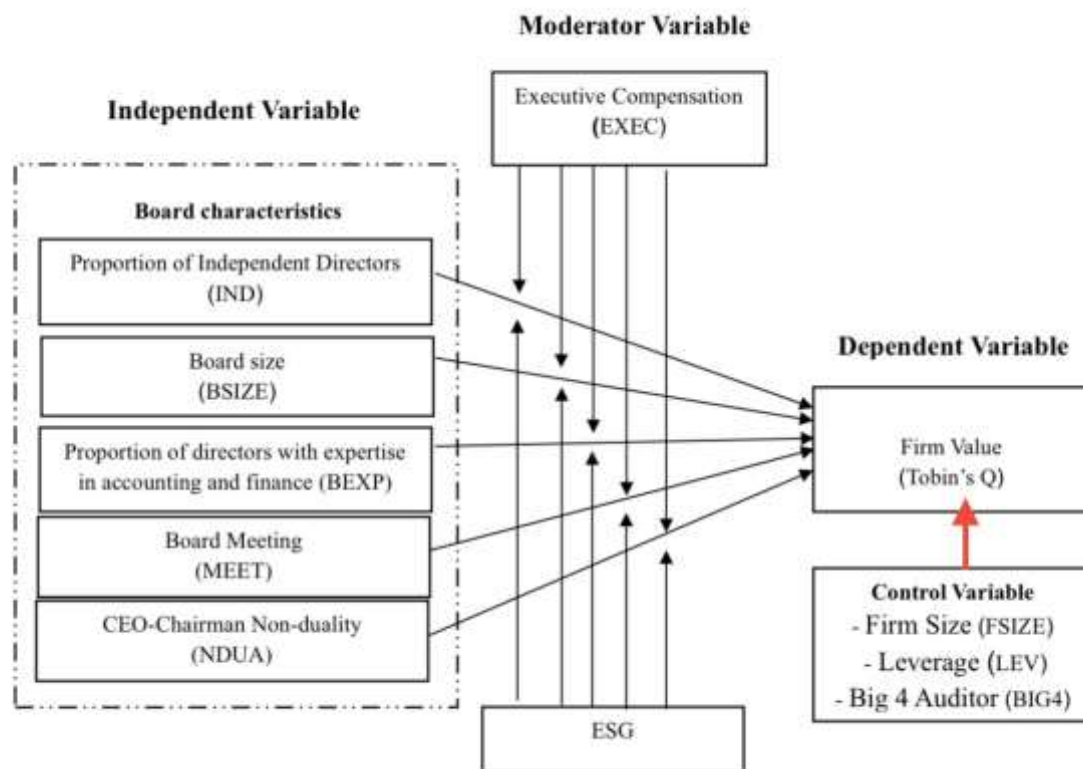 Moderator Variable
Executive Compensation
(EXEC)
Independent Variable
Board characteristics
Proportion of Independent Directors
(IND)
Board size
(BSIZE)
Proportion of directors with expertise
in accounting and finance (BEXP)
Board Meeting
(MEET)
CEO-Chairman Non-duality
(NDUA)
Dependent Variable
Firm Value
(Tobin's Q)
Control Variable
- Firm Size (FSIZE)
- Leverage (LEV)
- Big 4 Auditor (BIG4)
ESG